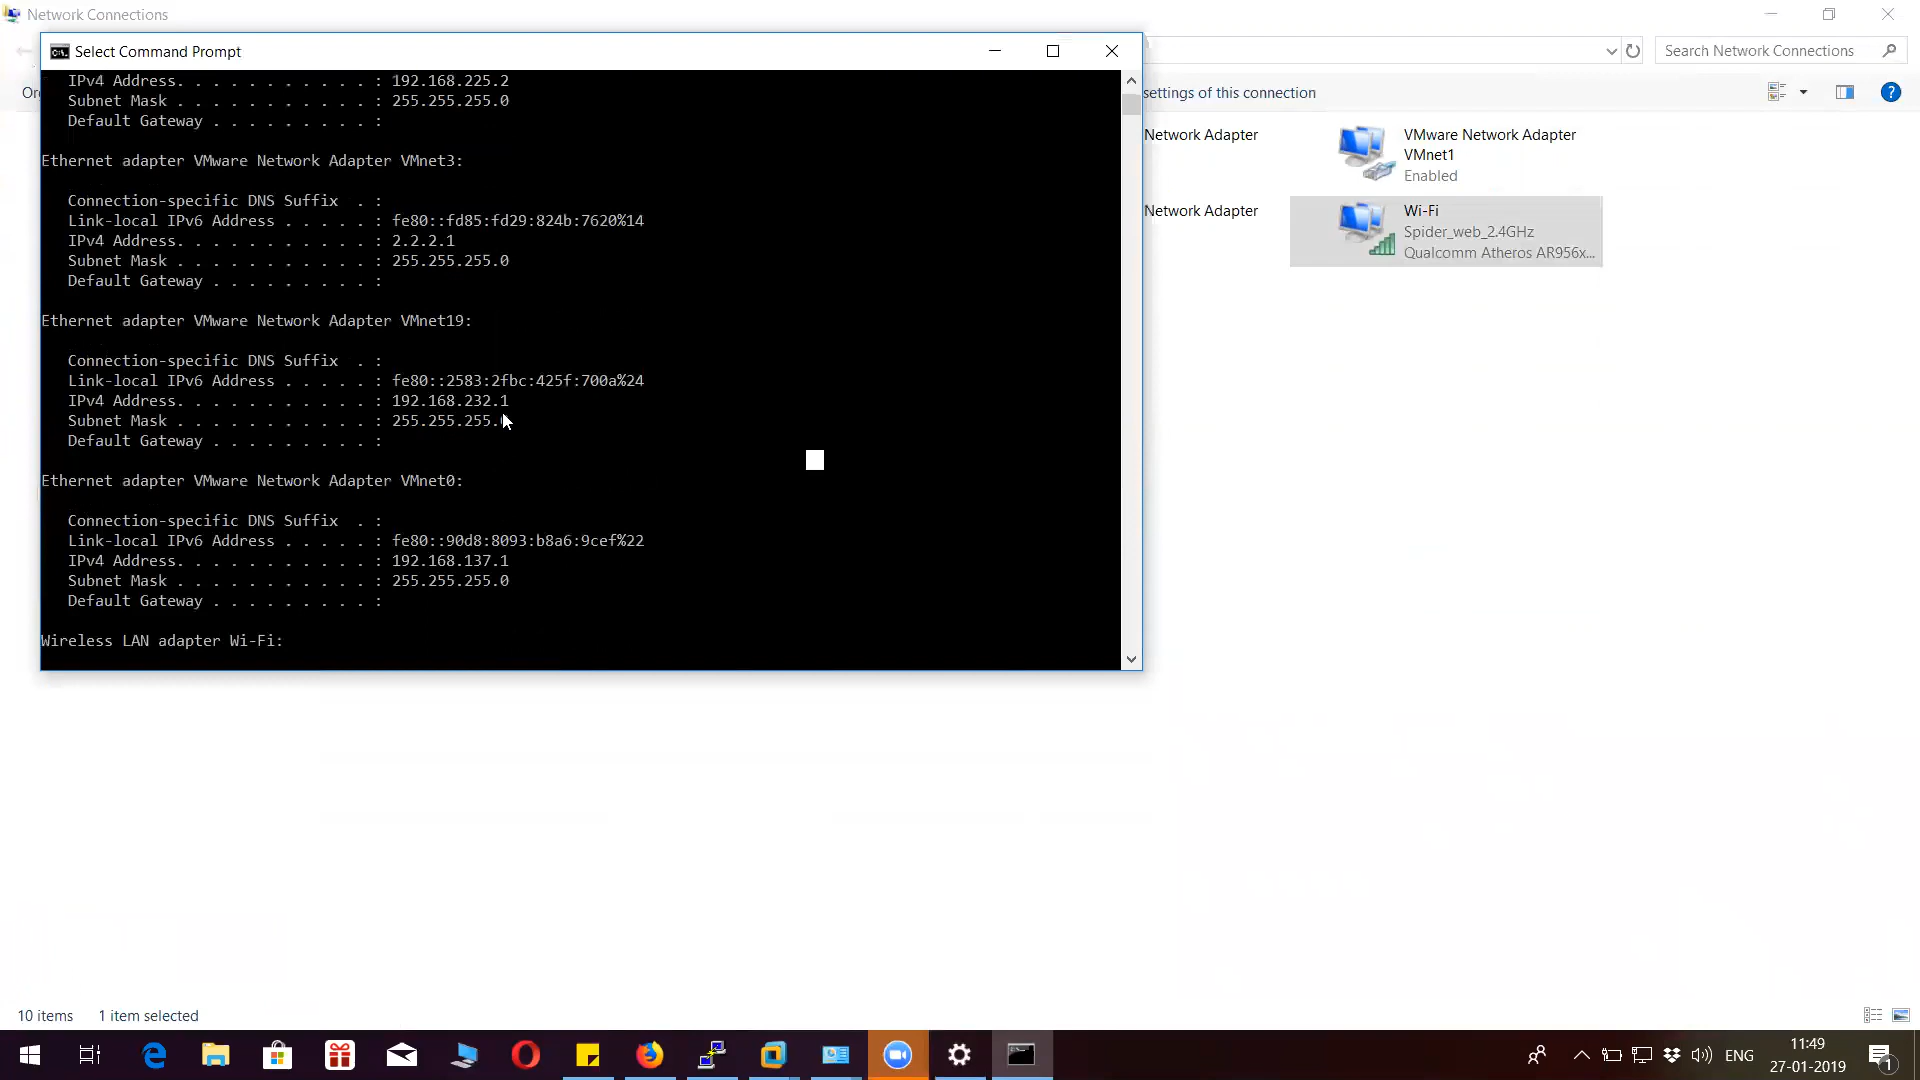 Network Connections
Select Command Prompt
Search Network Connections
Or
settings of this connection
IPv4 Address. . . . . . . . . . . : 192.168.225.2
Subnet Mask . . . . . . . . . . . : 255.255.255.0
Default Gateway . . . . . . . . . :
Ethernet adapter VMware Network Adapter VMnet3:
Connection-specific DNS Suffix  . :
Link-local IPv6 Address . . . . . : fe80::fd85:fd29:824b:7620%14
IPv4 Address. . . . . . . . . . . : 2.2.2.1
Subnet Mask . . . . . . . . . . . : 255.255.255.0
Default Gateway . . . . . . . . . :
Ethernet adapter VMware Network Adapter VMnet19:
Connection-specific DNS Suffix  . :
Link-local IPv6 Address . . . . . : fe80::2583:2fbc:425f:700a%24
IPv4 Address. . . . . . . . . . . : 192.168.232.1
Subnet Mask . . . . . . . . . . . : 255.255.255.
Default Gateway . . . . . . . . . :
Ethernet adapter VMware Network Adapter VMnet0:
Connection-specific DNS Suffix  . :
Link-local IPv6 Address . . . . . : fe80::90d8:8093:b8a6:9cef%22
IPv4 Address. . . . . . . . . . . : 192.168.137.1
Subnet Mask . . . . . . . . . . . : 255.255.255.0
Default Gateway . . . . . . . . . :
Wireless LAN adapter Wi-Fi:
Network Adapter
VMware Network Adapter
VMnet1
Enabled
Network Adapter
Wi-Fi
Spider_web_2.4GHz
Qualcomm Atheros AR956x...
10 items 1 item selected
ENG
11:49
27-01-2019
1